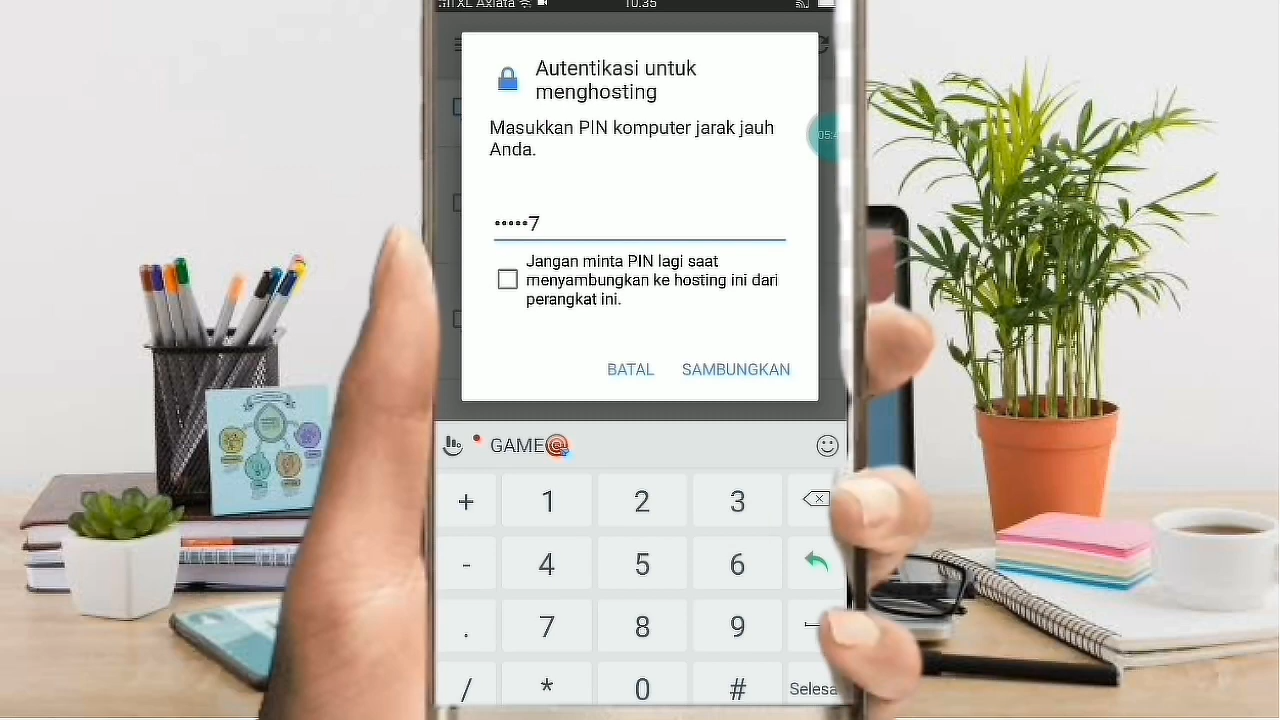 XL Axiata 10.35
Autentikasi untuk
menghosting
Masukkan PIN komputer jarak jauh
Anda.
•••••7
Jangan minta PIN lagi saat
menyambungkan ke hosting ini dari
perangkat ini.
BATAL SAMBUNGKAN
GAME
+ 1 2 3
- 4 5 6
. 7 8 9
/ * 0 #